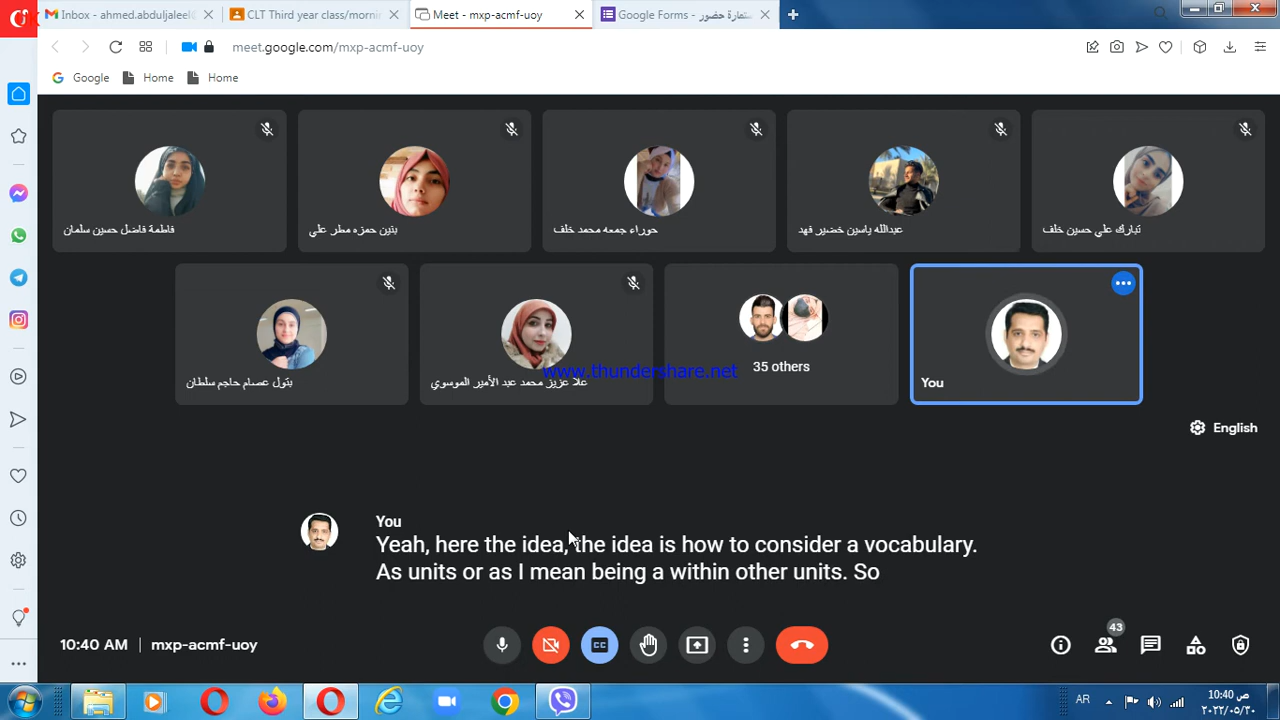 Inbox - ahmed.abduljaleel@
CLT Third year class/morni
Meet - mxp-acmf-uoy
Google Forms - ستمارة حضور
meet.google.com/mxp-acmf-uoy
Google
Home
Home
فاطمة فاضل حسين سلمان
بنين حمزه مطر علي
حوراء جمعه محمد خلف
عبدالله ياسين خضير فهد
تبارك علي حسين خلف
بتول عصام حاجم سلطان
علا عزيز محمد عبد الأمير الموسوي
www.thundershare.net
35 others
You
English
You
Yeah, here the idea, the idea is how to consider a vocabulary.
As units or as I mean being a within other units. So
10:40 AM
mxp-acmf-uoy
CC
43
AR
10:40 ص
٢٠٢٢/٠٥/٣٠